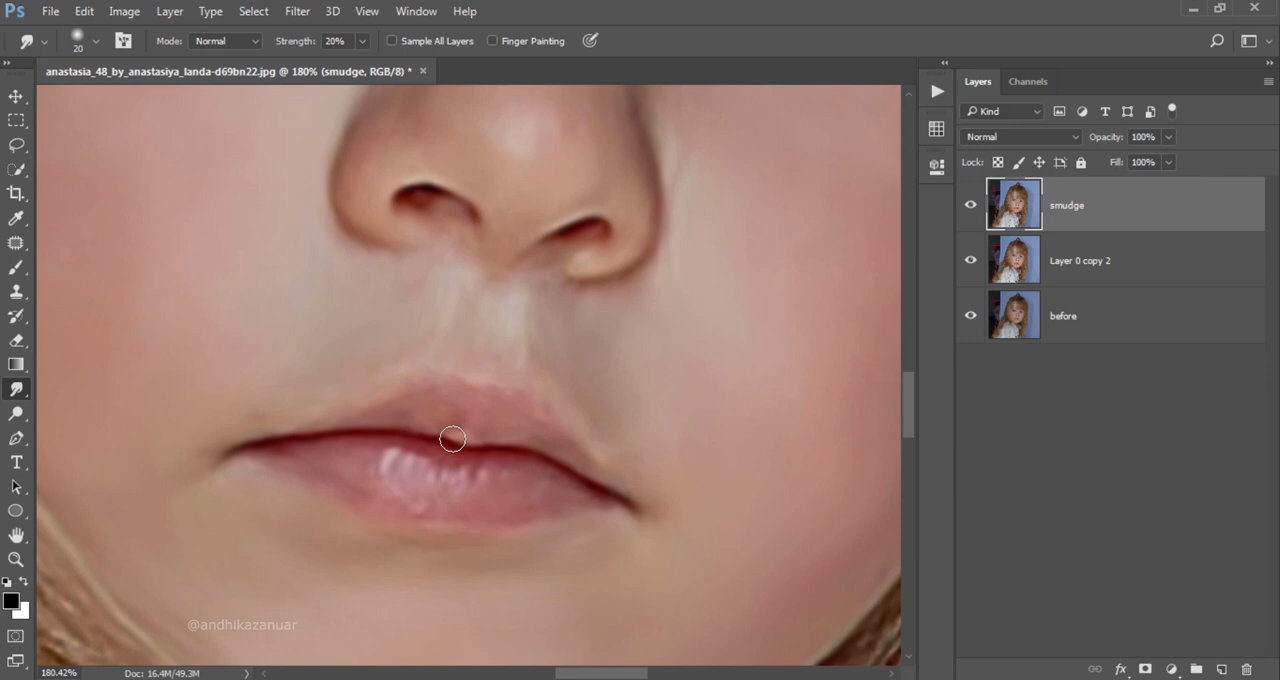 Ps File Edit Image Layer Type Select Filter 3D View Window Help
20 Mode: Normal Strength: 20% Sample All Layers Finger Painting
anastasia_48_by_anastasiya_landa-d69bn22.jpg @ 180% (smudge, RGB/8) *
Layers Channels
Kind
Normal Opacity: 100%
Lock: Fill: 100%
smudge
Layer 0 copy 2
before
@andhikazanuar
180.42% Doc: 16.4M/49.3M
fx